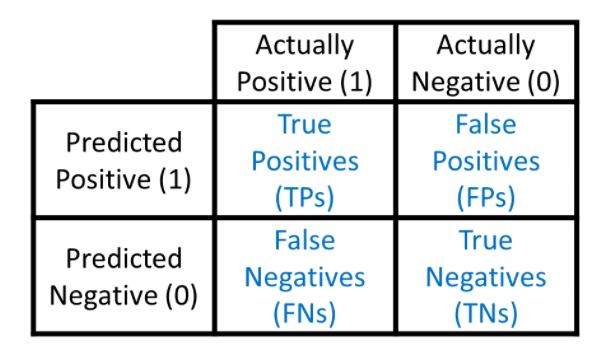 Actually
Positive (1)
Actually
Negative (0)
Predicted
Positive (1)
True
Positives
(TPs)
False
Positives
(FPs)
Predicted
Negative (0)
False
Negatives
(FNs)
True
Negatives
(TNs)